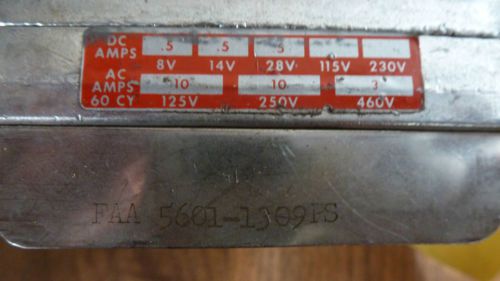 DC AMPS .5 .5 .5
8V 14V 28V 115V 230V
AC AMPS 10 10 3
60 CY 125V 250V 460V
FAA 5601-1309PS